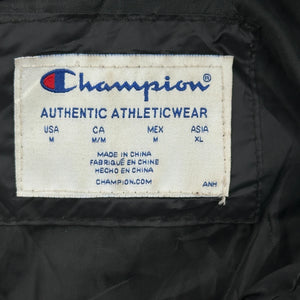 Champion®
AUTHENTIC ATHLETICWEAR
USA CA MEX ASIA
M M/M M XL
MADE IN CHINA
FABRIQUÉ EN CHINE
HECHO EN CHINA
CHAMPION.COM ANH